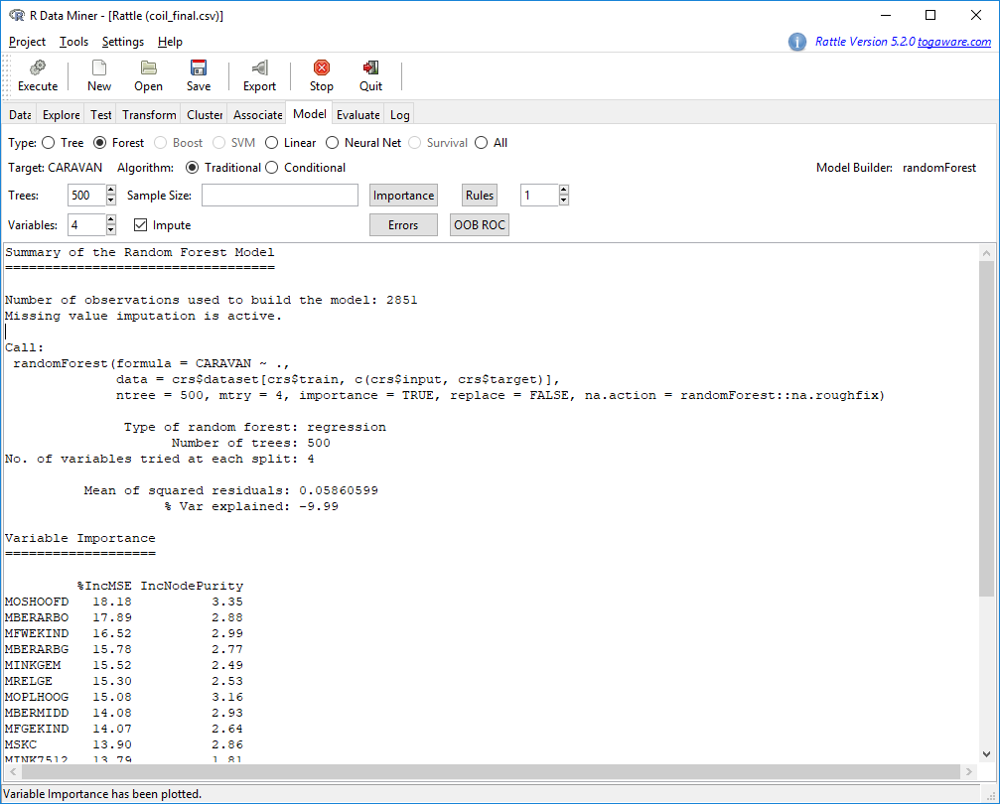 R Data Miner - [Rattle (coil_final.csv)]
Project Tools Settings Help
Rattle Version 5.2.0 togaware.com
Execute New Open Save Export Stop Quit
Data Explore Test Transform Cluster Associate Model Evaluate Log
Type: Tree Forest Boost SVM Linear Neural Net Survival All
Target: CARAVAN Algorithm: Traditional Conditional Model Builder: randomForest
Trees: 500 Sample Size: Importance Rules 1
Variables: 4 Impute Errors OOB ROC
Summary of the Random Forest Model
==================================
Number of observations used to build the model: 2851
Missing value imputation is active.
Call:
randomForest(formula = CARAVAN ~ .,
data = crs$dataset[crs$train, c(crs$input, crs$target)],
ntree = 500, mtry = 4, importance = TRUE, replace = FALSE, na.action = randomForest::na.roughfix)
Type of random forest: regression
Number of trees: 500
No. of variables tried at each split: 4
Mean of squared residuals: 0.05860599
% Var explained: -9.99
Variable Importance
===================
%IncMSE IncNodePurity
MOSHOOFD 18.18 3.35
MBERARBO 17.89 2.88
MFWEKIND 16.52 2.99
MBERARBG 15.78 2.77
MINKGEM 15.52 2.49
MRELGE 15.30 2.53
MOPLHOOG 15.08 3.16
MBERMIDD 14.08 2.93
MFGEKIND 14.07 2.64
MSKC 13.90 2.86
MINK7512 13.79 1.81
Variable Importance has been plotted.